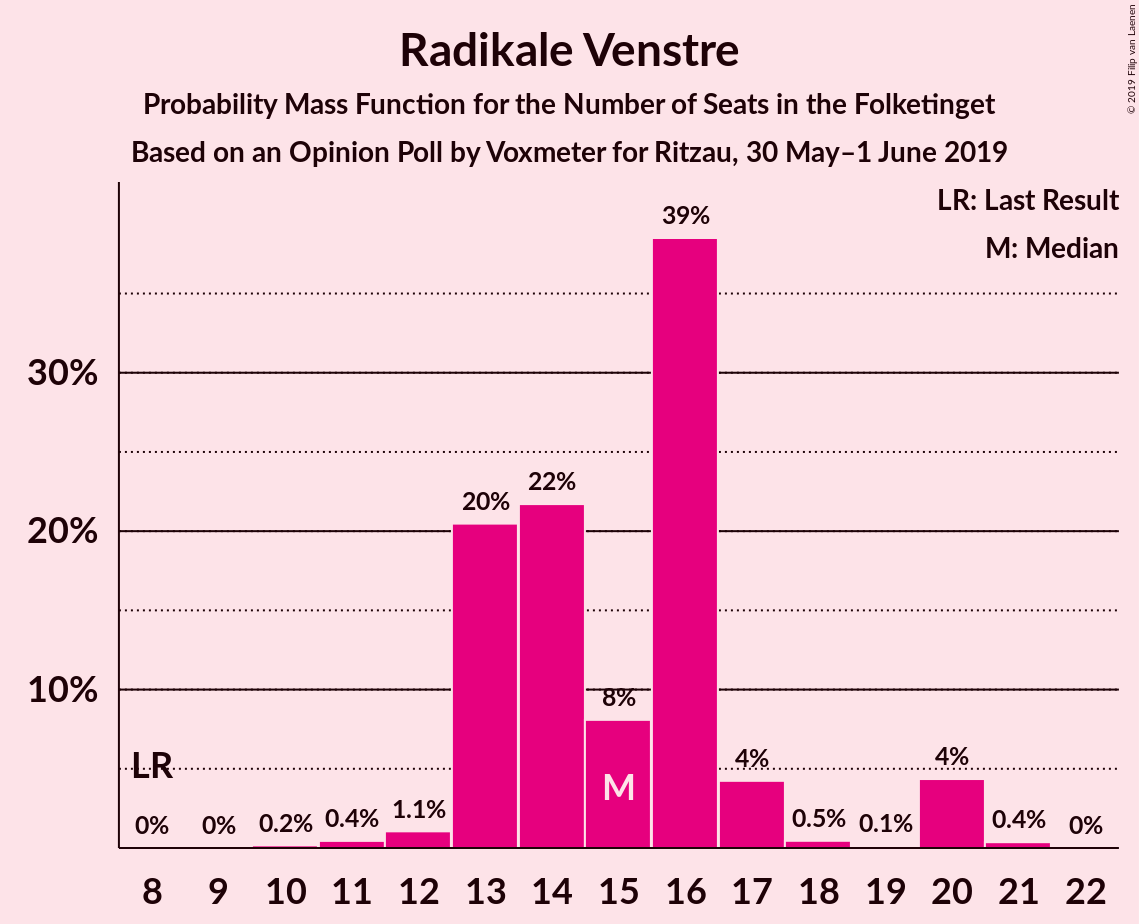 Radikale Venstre
Probability Mass Function for the Number of Seats in the Folketinget
Based on an Opinion Poll by Voxmeter for Ritzau, 30 May–1 June 2019
© 2019 Filip van Laenen
LR: Last Result
M: Median
39%
30%
22%
20%
20%
10%
8%
LR
M
4%
4%
0%
0%
0.2%
0.4%
1.1%
0.5%
0.1%
0.4%
0%
8 9 10 11 12 13 14 15 16 17 18 19 20 21 22